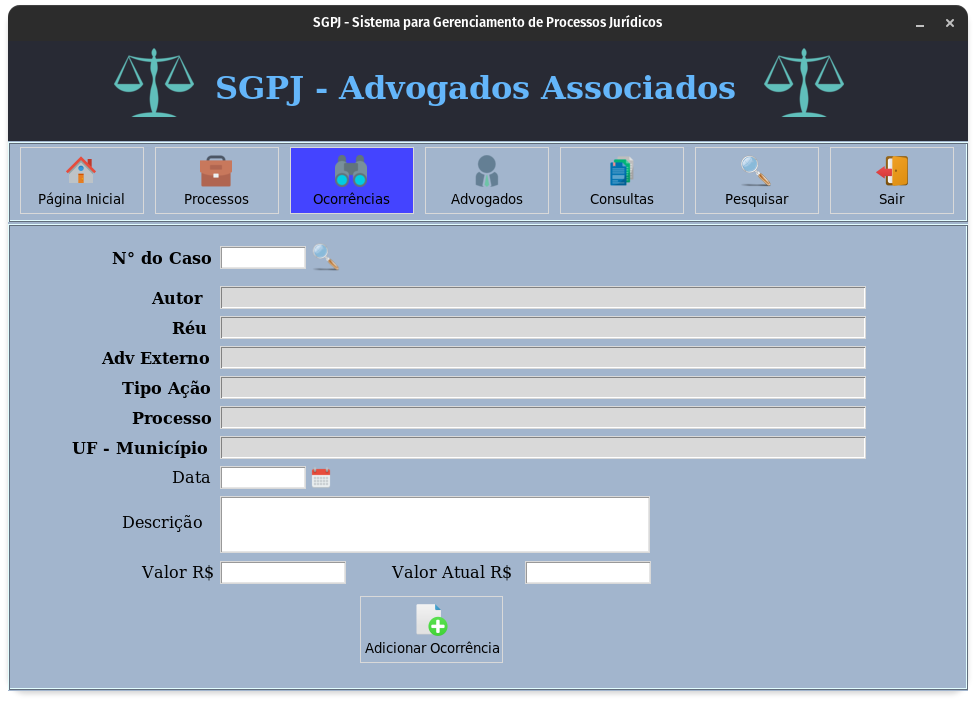 SGPJ - Sistema para Gerenciamento de Processos Jurídicos
SGPJ - Advogados Associados
Página Inicial Processos Ocorrências Advogados Consultas Pesquisar Sair
N° do Caso
Autor
Réu
Adv Externo
Tipo Ação
Processo
UF - Município
Data
Descrição
Valor R$ Valor Atual R$
Adicionar Ocorrência